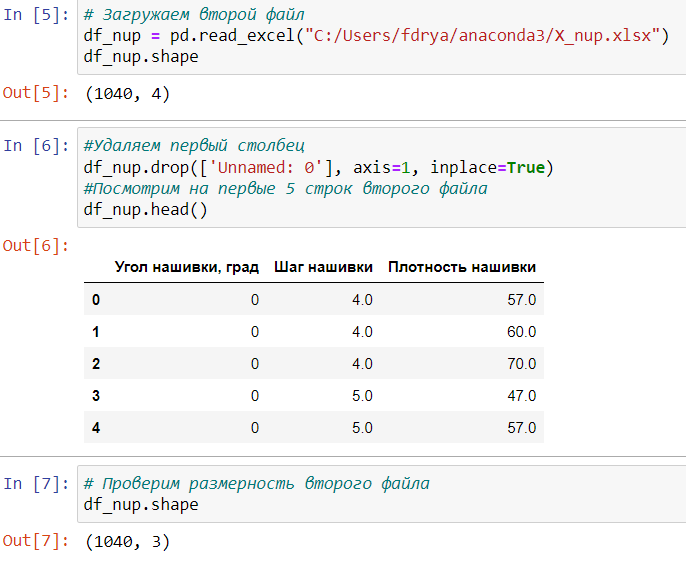 In [5]: # Загружаем второй файл
df_nup = pd.read_excel("C:/Users/fdrya/anaconda3/X_nup.xlsx")
df_nup.shape
Out[5]: (1040, 4)
In [6]: #Удаляем первый столбец
df_nup.drop(['Unnamed: 0'], axis=1, inplace=True)
#Посмотрим на первые 5 строк второго файла
df_nup.head()
Out[6]:
Угол нашивки, град Шаг нашивки Плотность нашивки
0 0 4.0 57.0
1 0 4.0 60.0
2 0 4.0 70.0
3 0 5.0 47.0
4 0 5.0 57.0
In [7]: # Проверим размерность второго файла
df_nup.shape
Out[7]: (1040, 3)